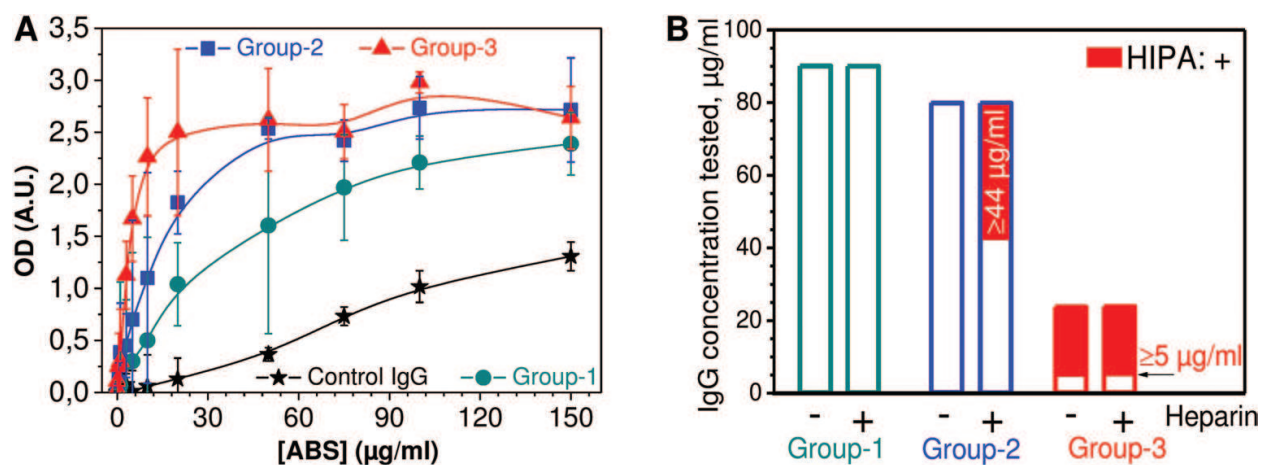 A
3,5
3,0
2,5
2,0
1,5
1,0
0,5
0,0
OD (A.U.)
Group-2
Group-3
Control IgG
Group-1
0 30 60 90 120 150
[ABS] (µg/ml)
B
100
80
60
40
20
0
IgG concentration tested, µg/ml
HIPA: +
≥44 µg/ml
≥5 µg/ml
- + - + - + Heparin
Group-1 Group-2 Group-3